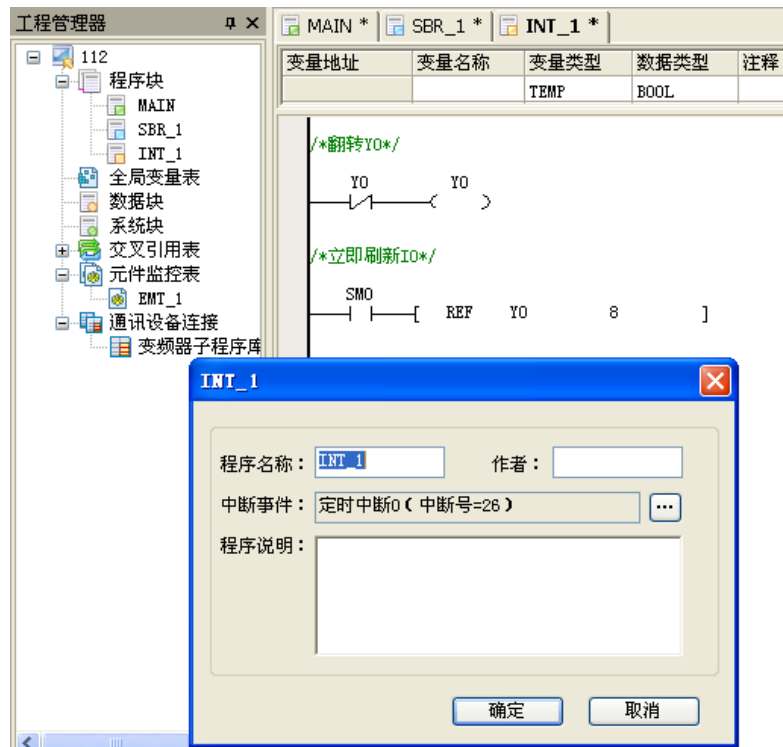 工程管理器
112
程序块
MAIN
SBR_1
INT_1
全局变量表
数据块
系统块
交叉引用表
元件监控表
EMT_1
通讯设备连接
变频器子程序库
MAIN * SBR_1 * INT_1 *
变量地址 变量名称 变量类型 数据类型 注释
TEMP BOOL
/*翻转Y0*/
Y0 Y0
/*立即刷新IO*/
SM0
[ REF Y0 8 ]
INT_1
程序名称： INT_1 作者：
中断事件： 定时中断0(中断号=26) ...
程序说明：
确定 取消